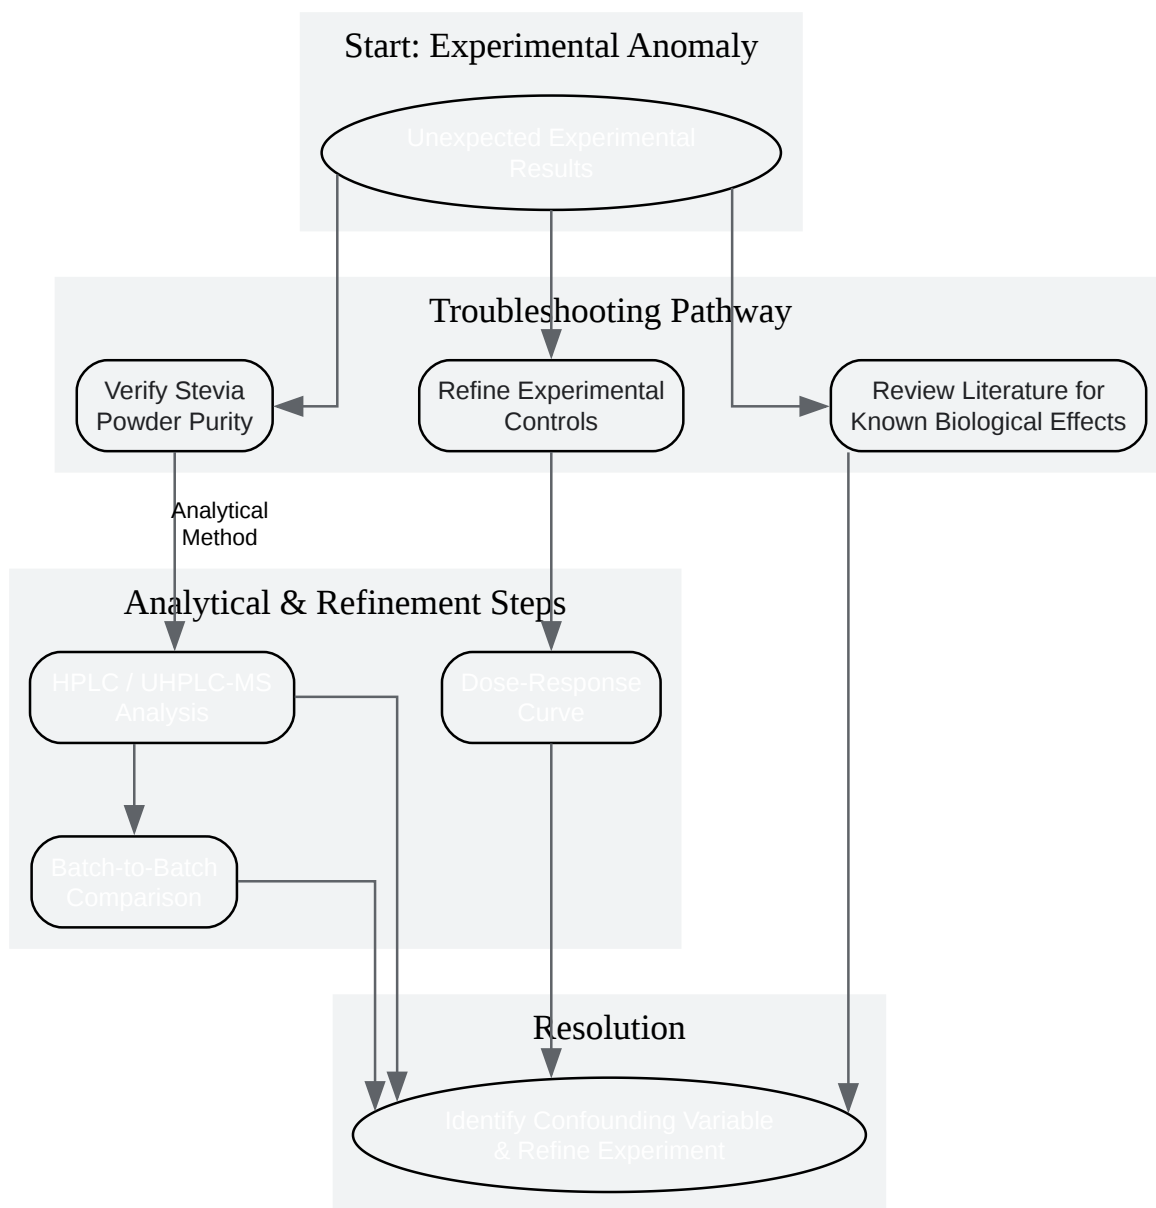 Start: Experimental Anomaly
Unexpected Experimental
Results
Troubleshooting Pathway
Verify Stevia
Powder Purity
Refine Experimental
Controls
Review Literature for
Known Biological Effects
Analytical
Method
Analytical & Refinement Steps
HPLC / UHPLC-MS
Analysis
Dose-Response
Curve
Batch-to-Batch
Comparison
Resolution
Identify Confounding Variable
& Refine Experiment